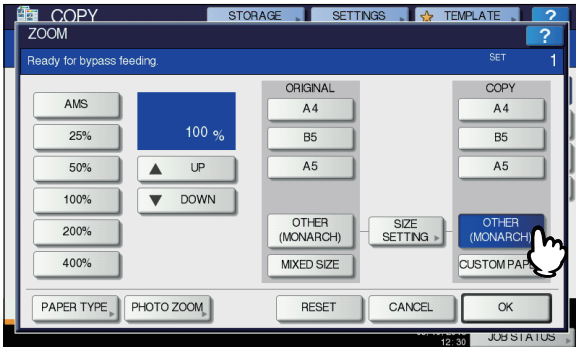 COPY STORAGE SETTINGS TEMPLATE ?
ZOOM ?
Ready for bypass feeding. SET 1
ORIGINAL COPY
AMS
25%
50%
100%
200%
400%
100 %
UP
DOWN
A4
B5
A5
OTHER
(MONARCH)
MIXED SIZE
SIZE
SETTING
A4
B5
A5
OTHER
(MONARCH)
CUSTOM
PAPER TYPE PHOTO ZOOM RESET CANCEL OK
12:30 JOB STATUS